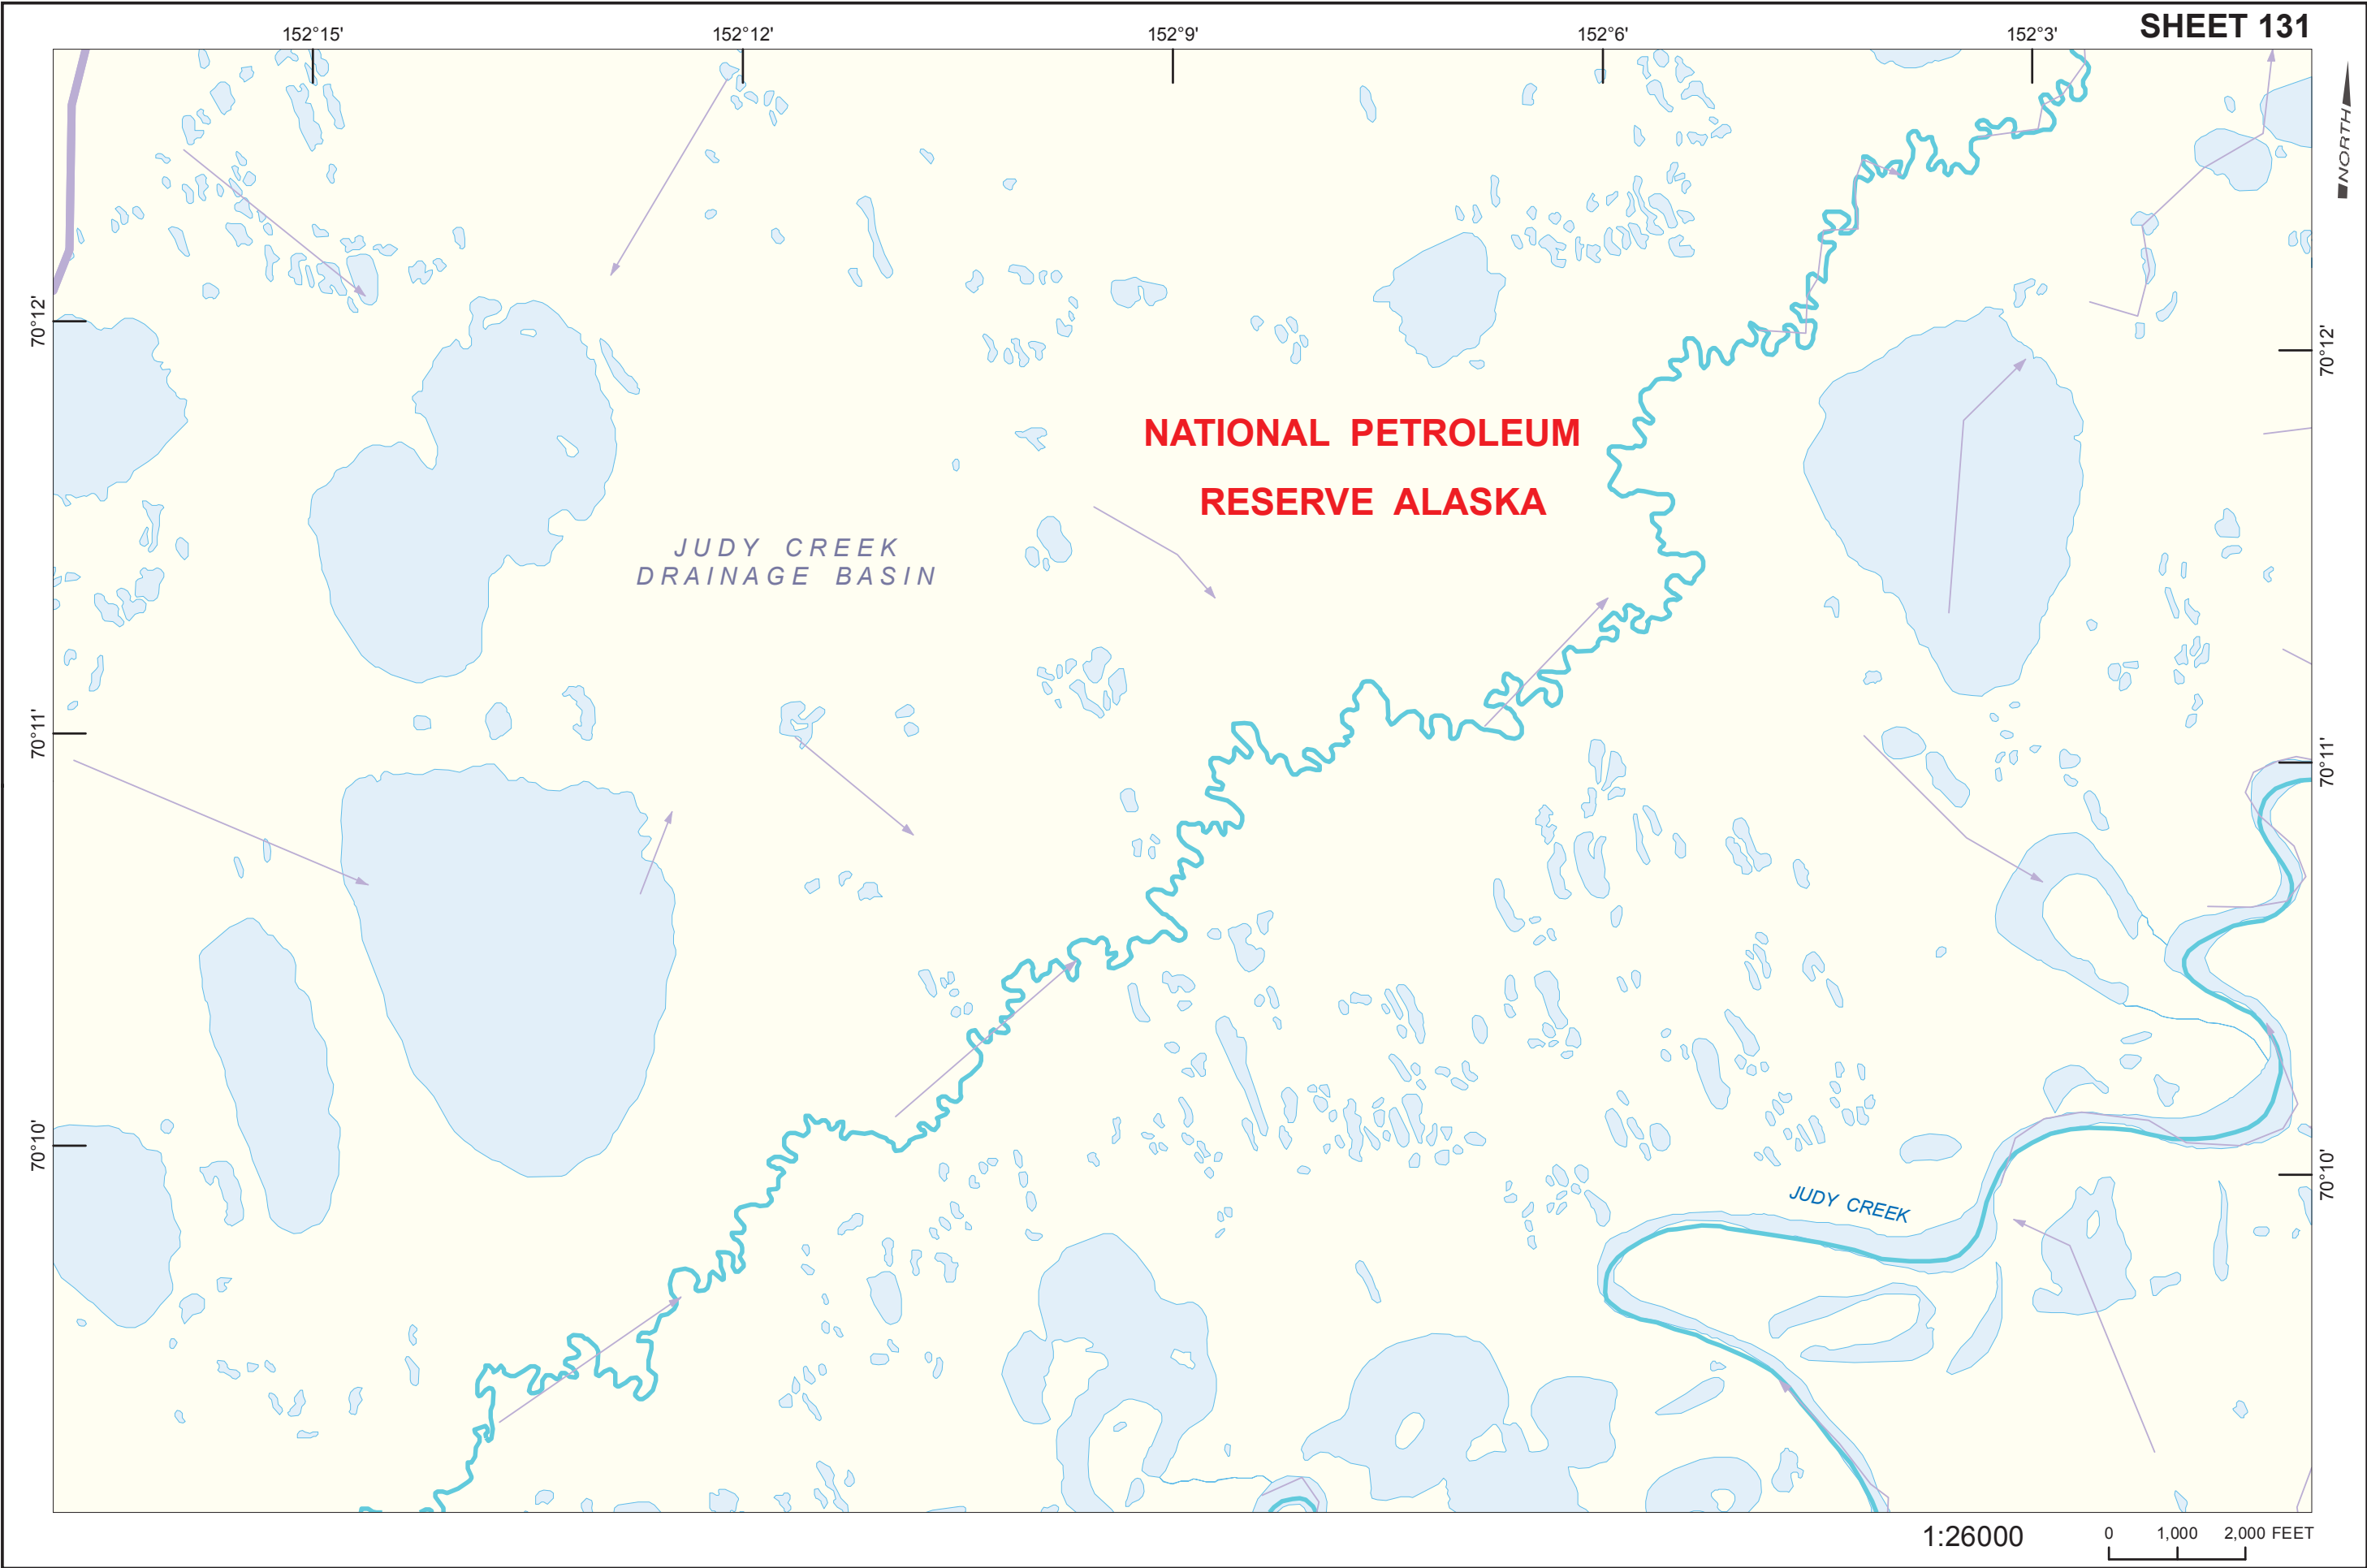 SHEET 131
152°15' 152°12' 152°9' 152°6' 152°3'
NORTH
70°12'
70°12'
NATIONAL PETROLEUM
RESERVE ALASKA
JUDY CREEK
DRAINAGE BASIN
70°11'
70°11'
70°10'
70°10'
JUDY CREEK
1:26000
0 1,000 2,000 FEET